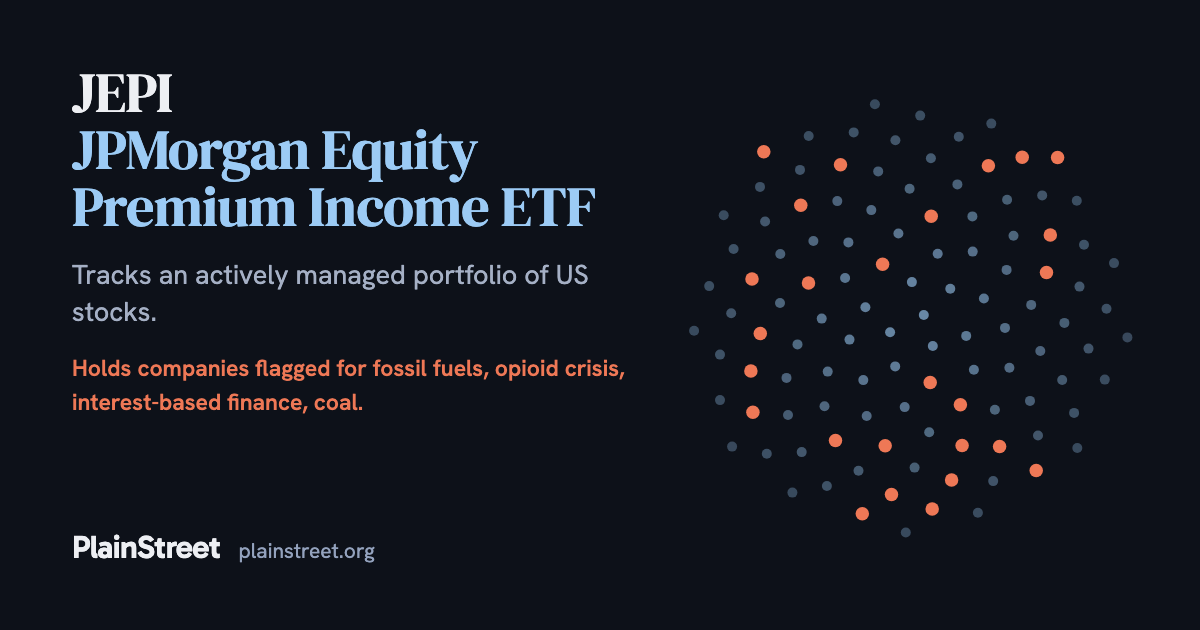 JEPI
JPMorgan Equity
Premium Income ETF
Tracks an actively managed portfolio of US
stocks.
Holds companies flagged for fossil fuels, opioid crisis,
interest-based finance, coal.
PlainStreet plainstreet.org